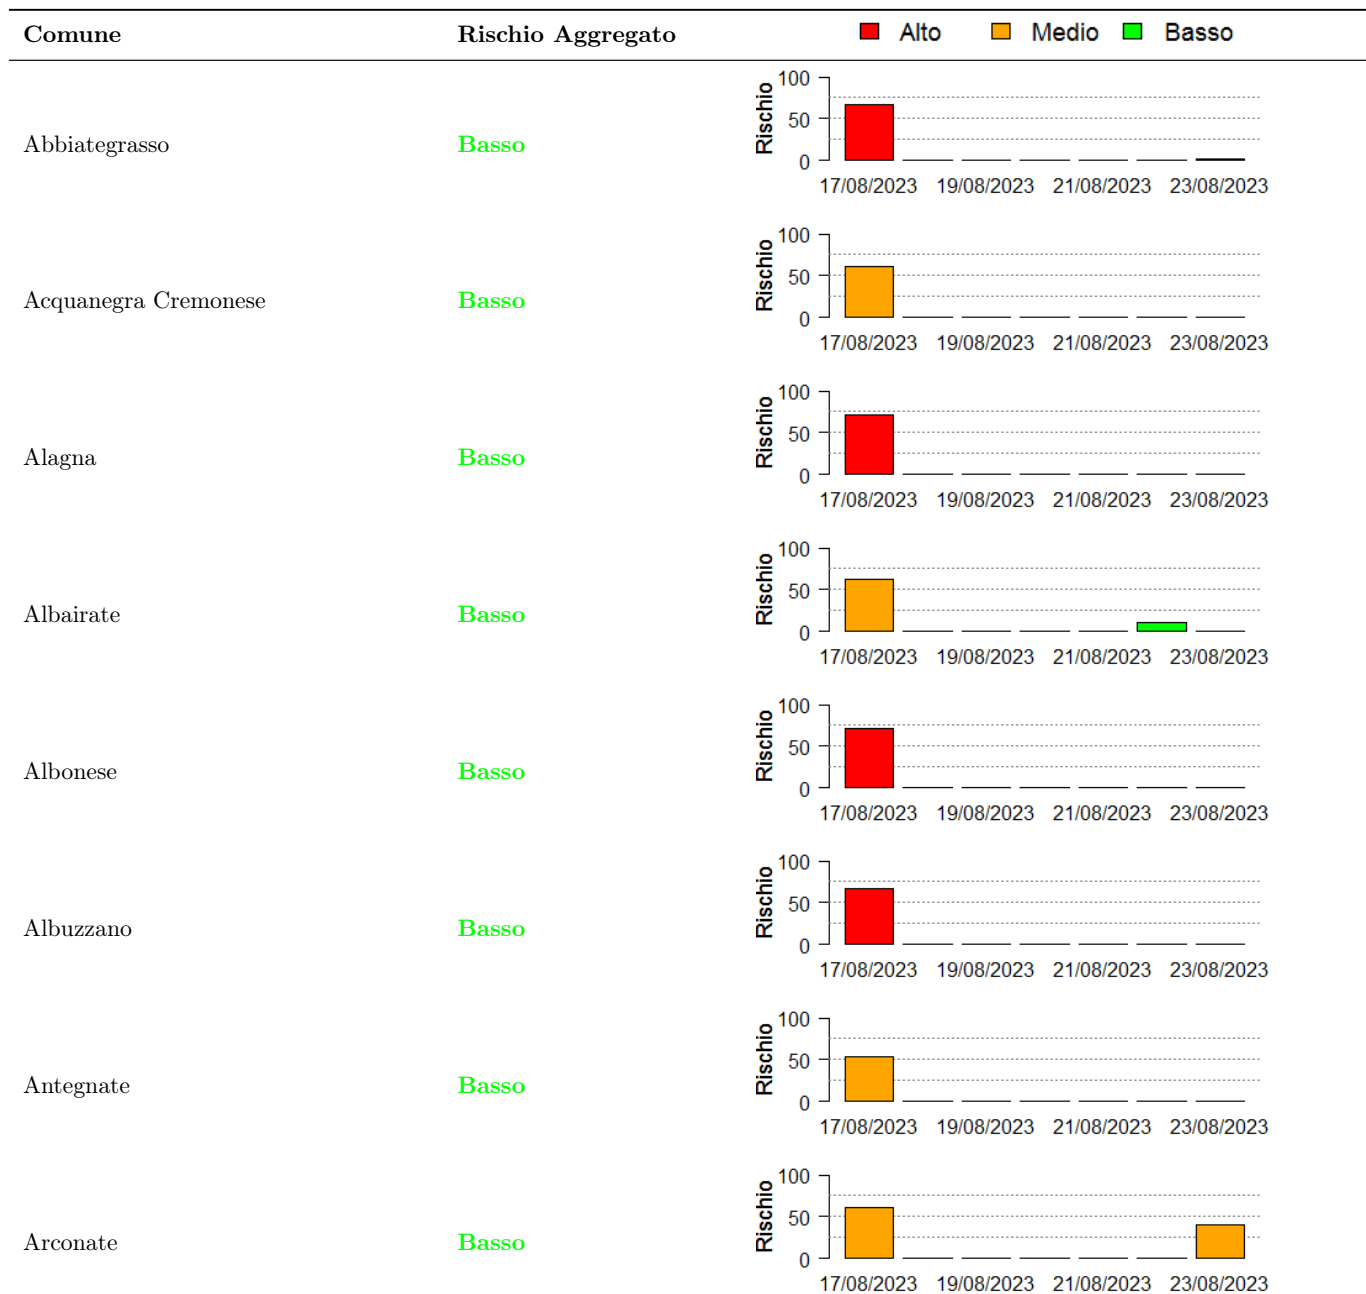 Comune Rischio Aggregato Alto Medio Basso
Abbiategrasso Basso Rischio 100 50 0
17/08/2023 19/08/2023 21/08/2023 23/08/2023
Acquanegra Cremonese Basso Rischio 100 50 0
17/08/2023 19/08/2023 21/08/2023 23/08/2023
Alagna Basso Rischio 100 50 0
17/08/2023 19/08/2023 21/08/2023 23/08/2023
Albairate Basso Rischio 100 50 0
17/08/2023 19/08/2023 21/08/2023 23/08/2023
Albonese Basso Rischio 100 50 0
17/08/2023 19/08/2023 21/08/2023 23/08/2023
Albuzzano Basso Rischio 100 50 0
17/08/2023 19/08/2023 21/08/2023 23/08/2023
Antegnate Basso Rischio 100 50 0
17/08/2023 19/08/2023 21/08/2023 23/08/2023
Arconate Basso Rischio 100 50 0
17/08/2023 19/08/2023 21/08/2023 23/08/2023